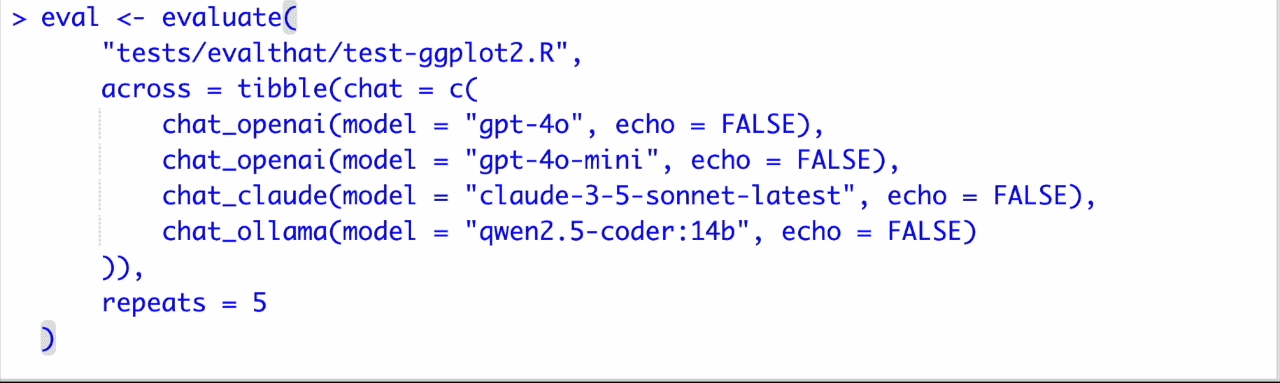 > eval <- evaluate(
"tests/evalthat/test-ggplot2.R",
across = tibble(chat = c(
chat_openai(model = "gpt-4o", echo = FALSE),
chat_openai(model = "gpt-4o-mini", echo = FALSE),
chat_claude(model = "claude-3-5-sonnet-latest", echo = FALSE),
chat_ollama(model = "qwen2.5-coder:14b", echo = FALSE)
)),
repeats = 5
)